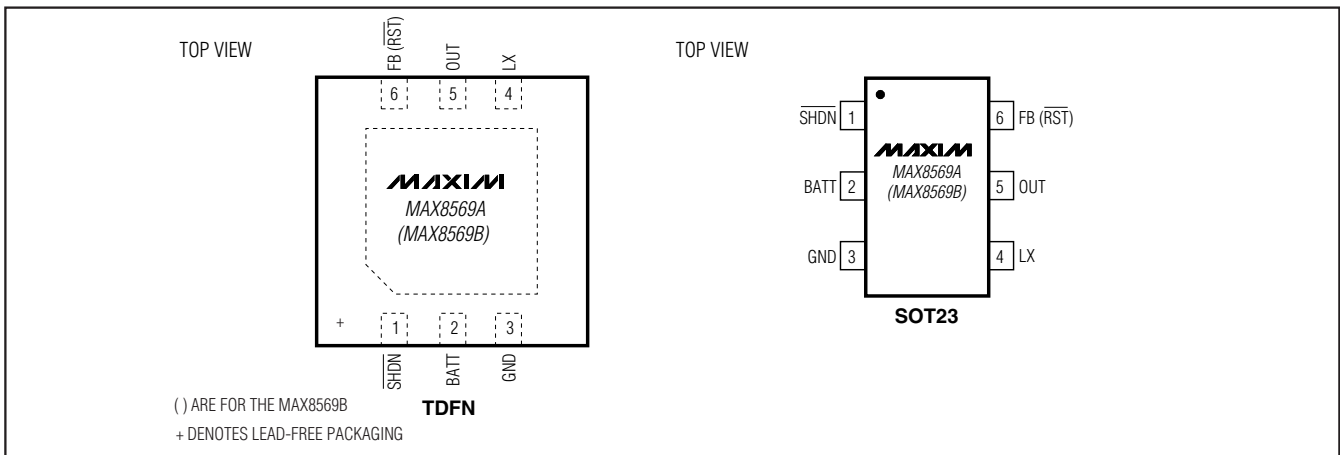 TOP VIEW
FB (RST)
OUT
LX
6
5
4
MAXIM
MAX8569A
(MAX8569B)
+
1
2
3
SHDN
BATT
GND
TDFN
( ) ARE FOR THE MAX8569B
+ DENOTES LEAD-FREE PACKAGING
TOP VIEW
SHDN 1
6 FB (RST)
MAXIM
MAX8569A
(MAX8569B)
BATT 2
5 OUT
GND 3
4 LX
SOT23